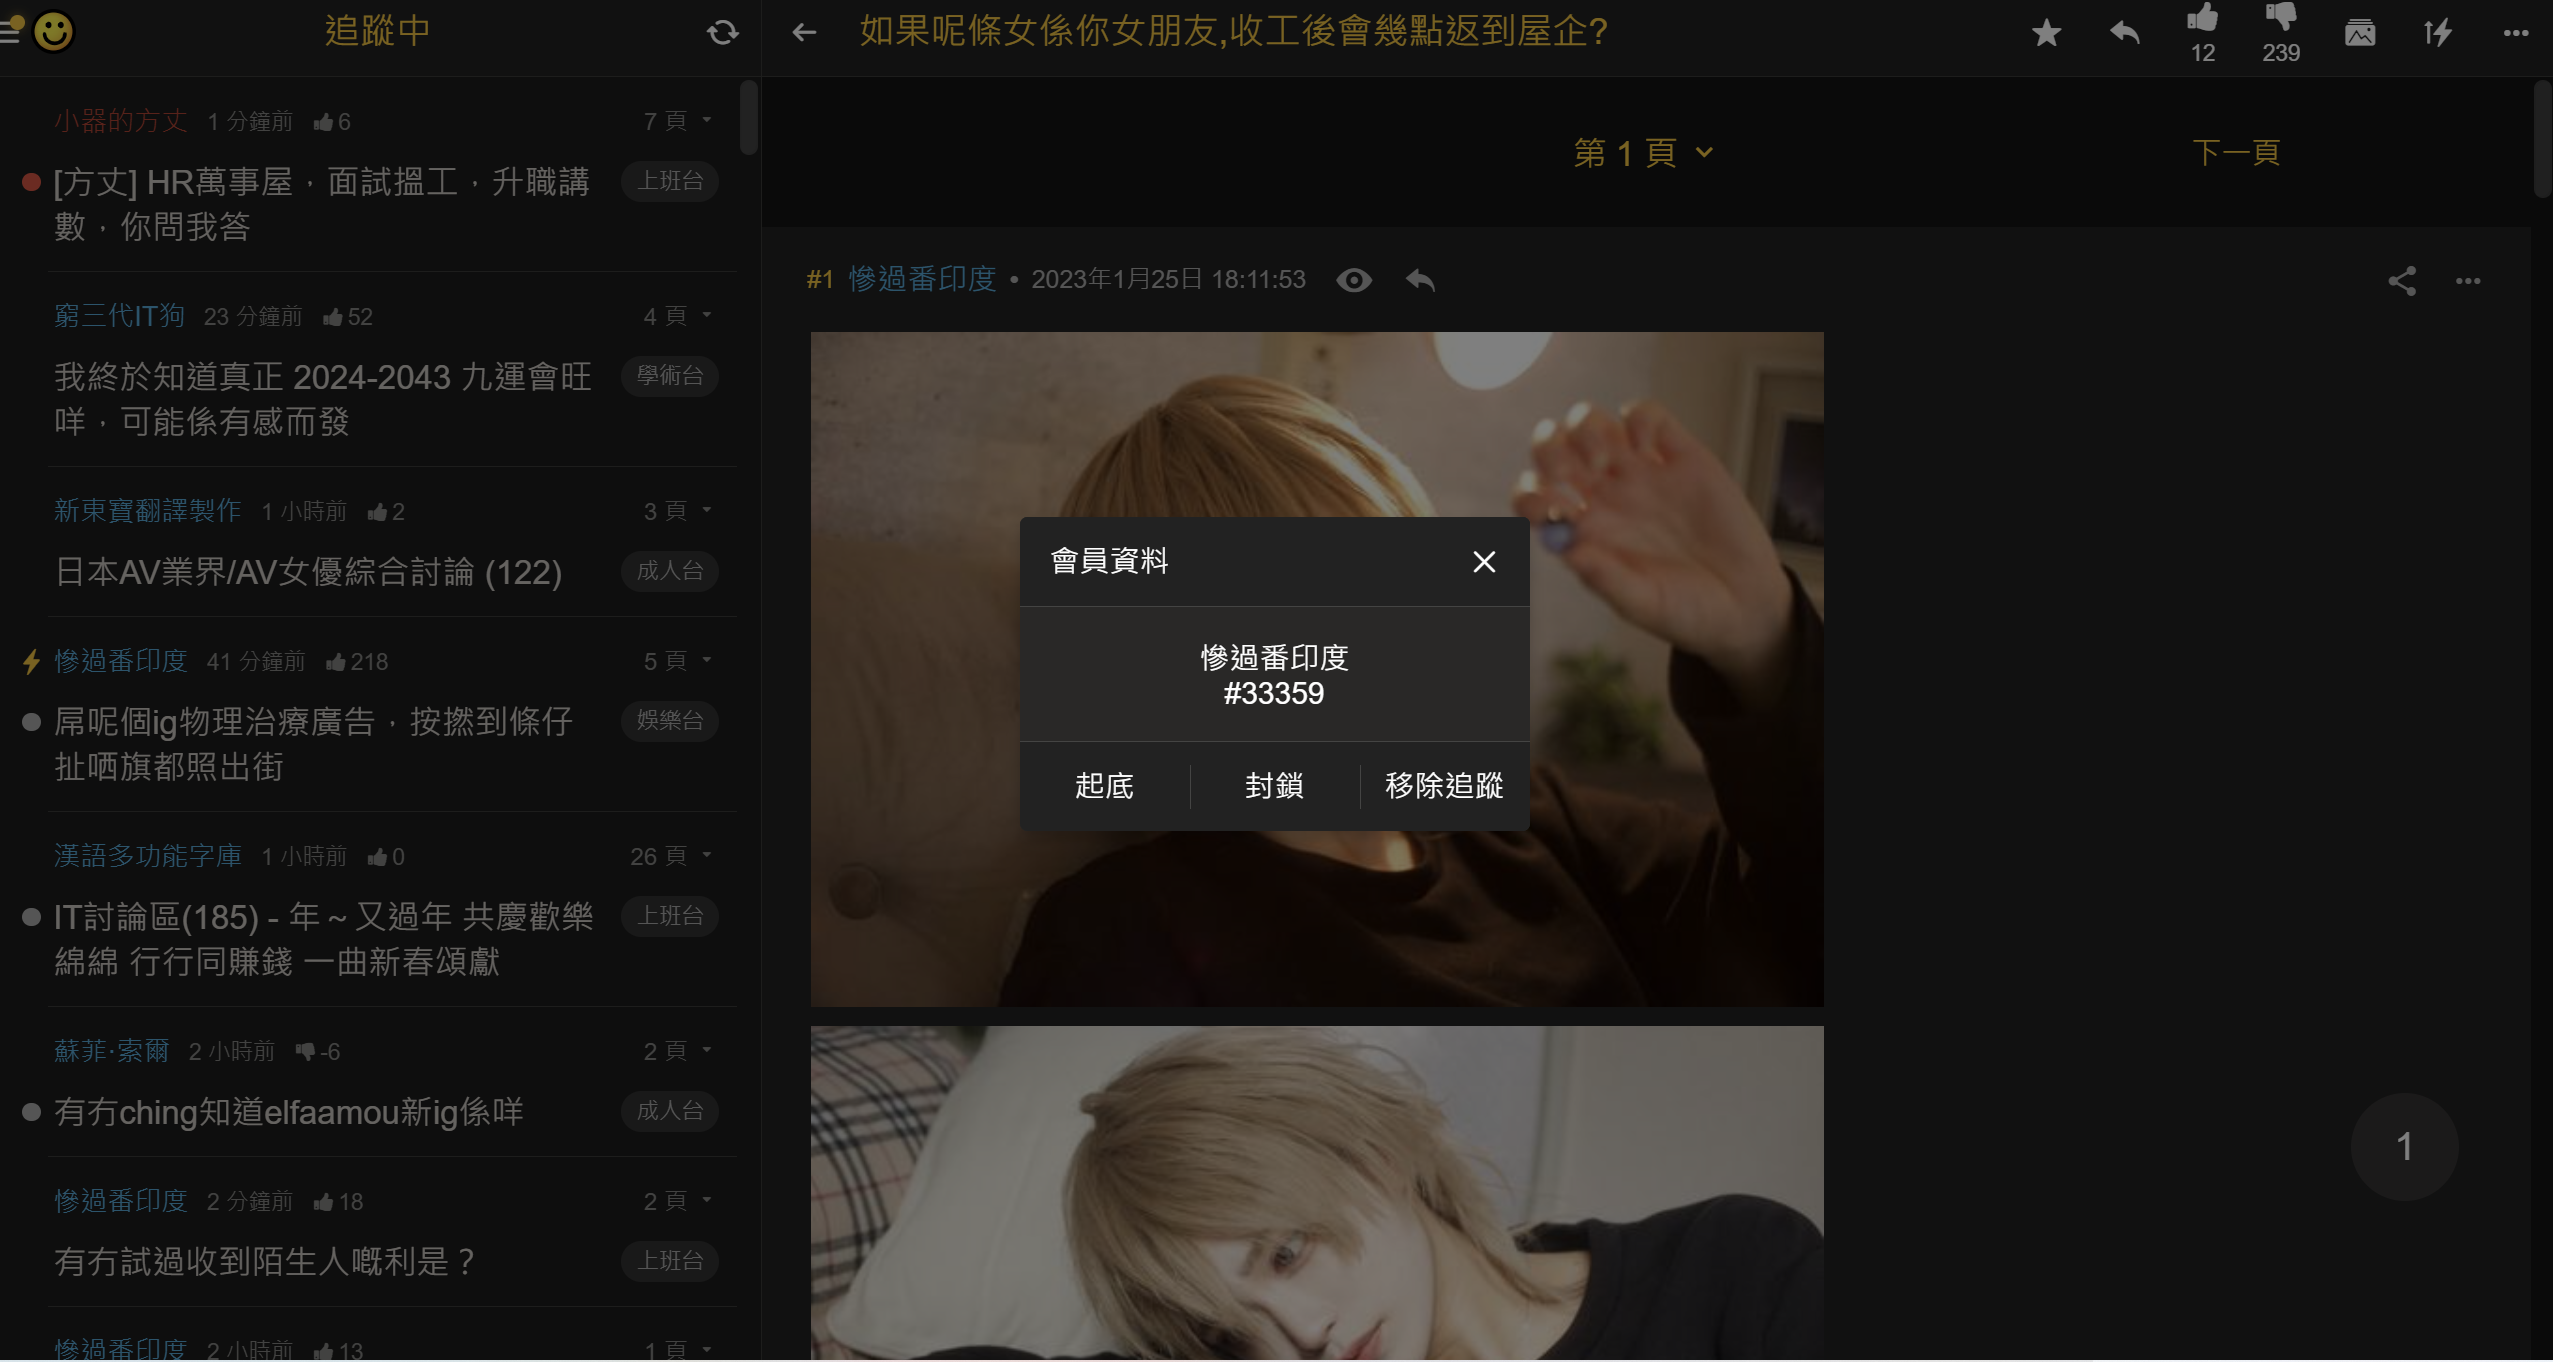 追蹤中
小器的方丈 1 分鐘前 6 7 頁
[方丈] HR萬事屋，面試搵工，升職講
數，你問我答
上班台
窮三代IT狗 23 分鐘前 52 4 頁
我終於知道真正 2024-2043 九運會旺
咩，可能係有感而發
學術台
新東寶翻譯製作 1 小時前 2 3 頁
日本AV業界/AV女優綜合討論 (122)
成人台
慘過番印度 41 分鐘前 218 5 頁
屌呢個ig物理治療廣告，按撚到條仔
扯哂旗都照出街
娛樂台
漢語多功能字庫 1 小時前 0 26 頁
IT討論區(185) - 年～又過年 共慶歡樂
綿綿 行行同賺錢 一曲新春頌獻
上班台
蘇菲·索爾 2 小時前 -6 2 頁
有冇ching知道elfaamou新ig係咩
成人台
慘過番印度 2 分鐘前 18 2 頁
有冇試過收到陌生人嘅利是？
上班台
慘過番印度 2 小時前 13 1 頁
如果呢條女係你女朋友,收工後會幾點返到屋企?
12
239
第 1 頁
下一頁
#1 慘過番印度 • 2023年1月25日 18:11:53
會員資料
慘過番印度
#33359
起底
封鎖
移除追蹤
1